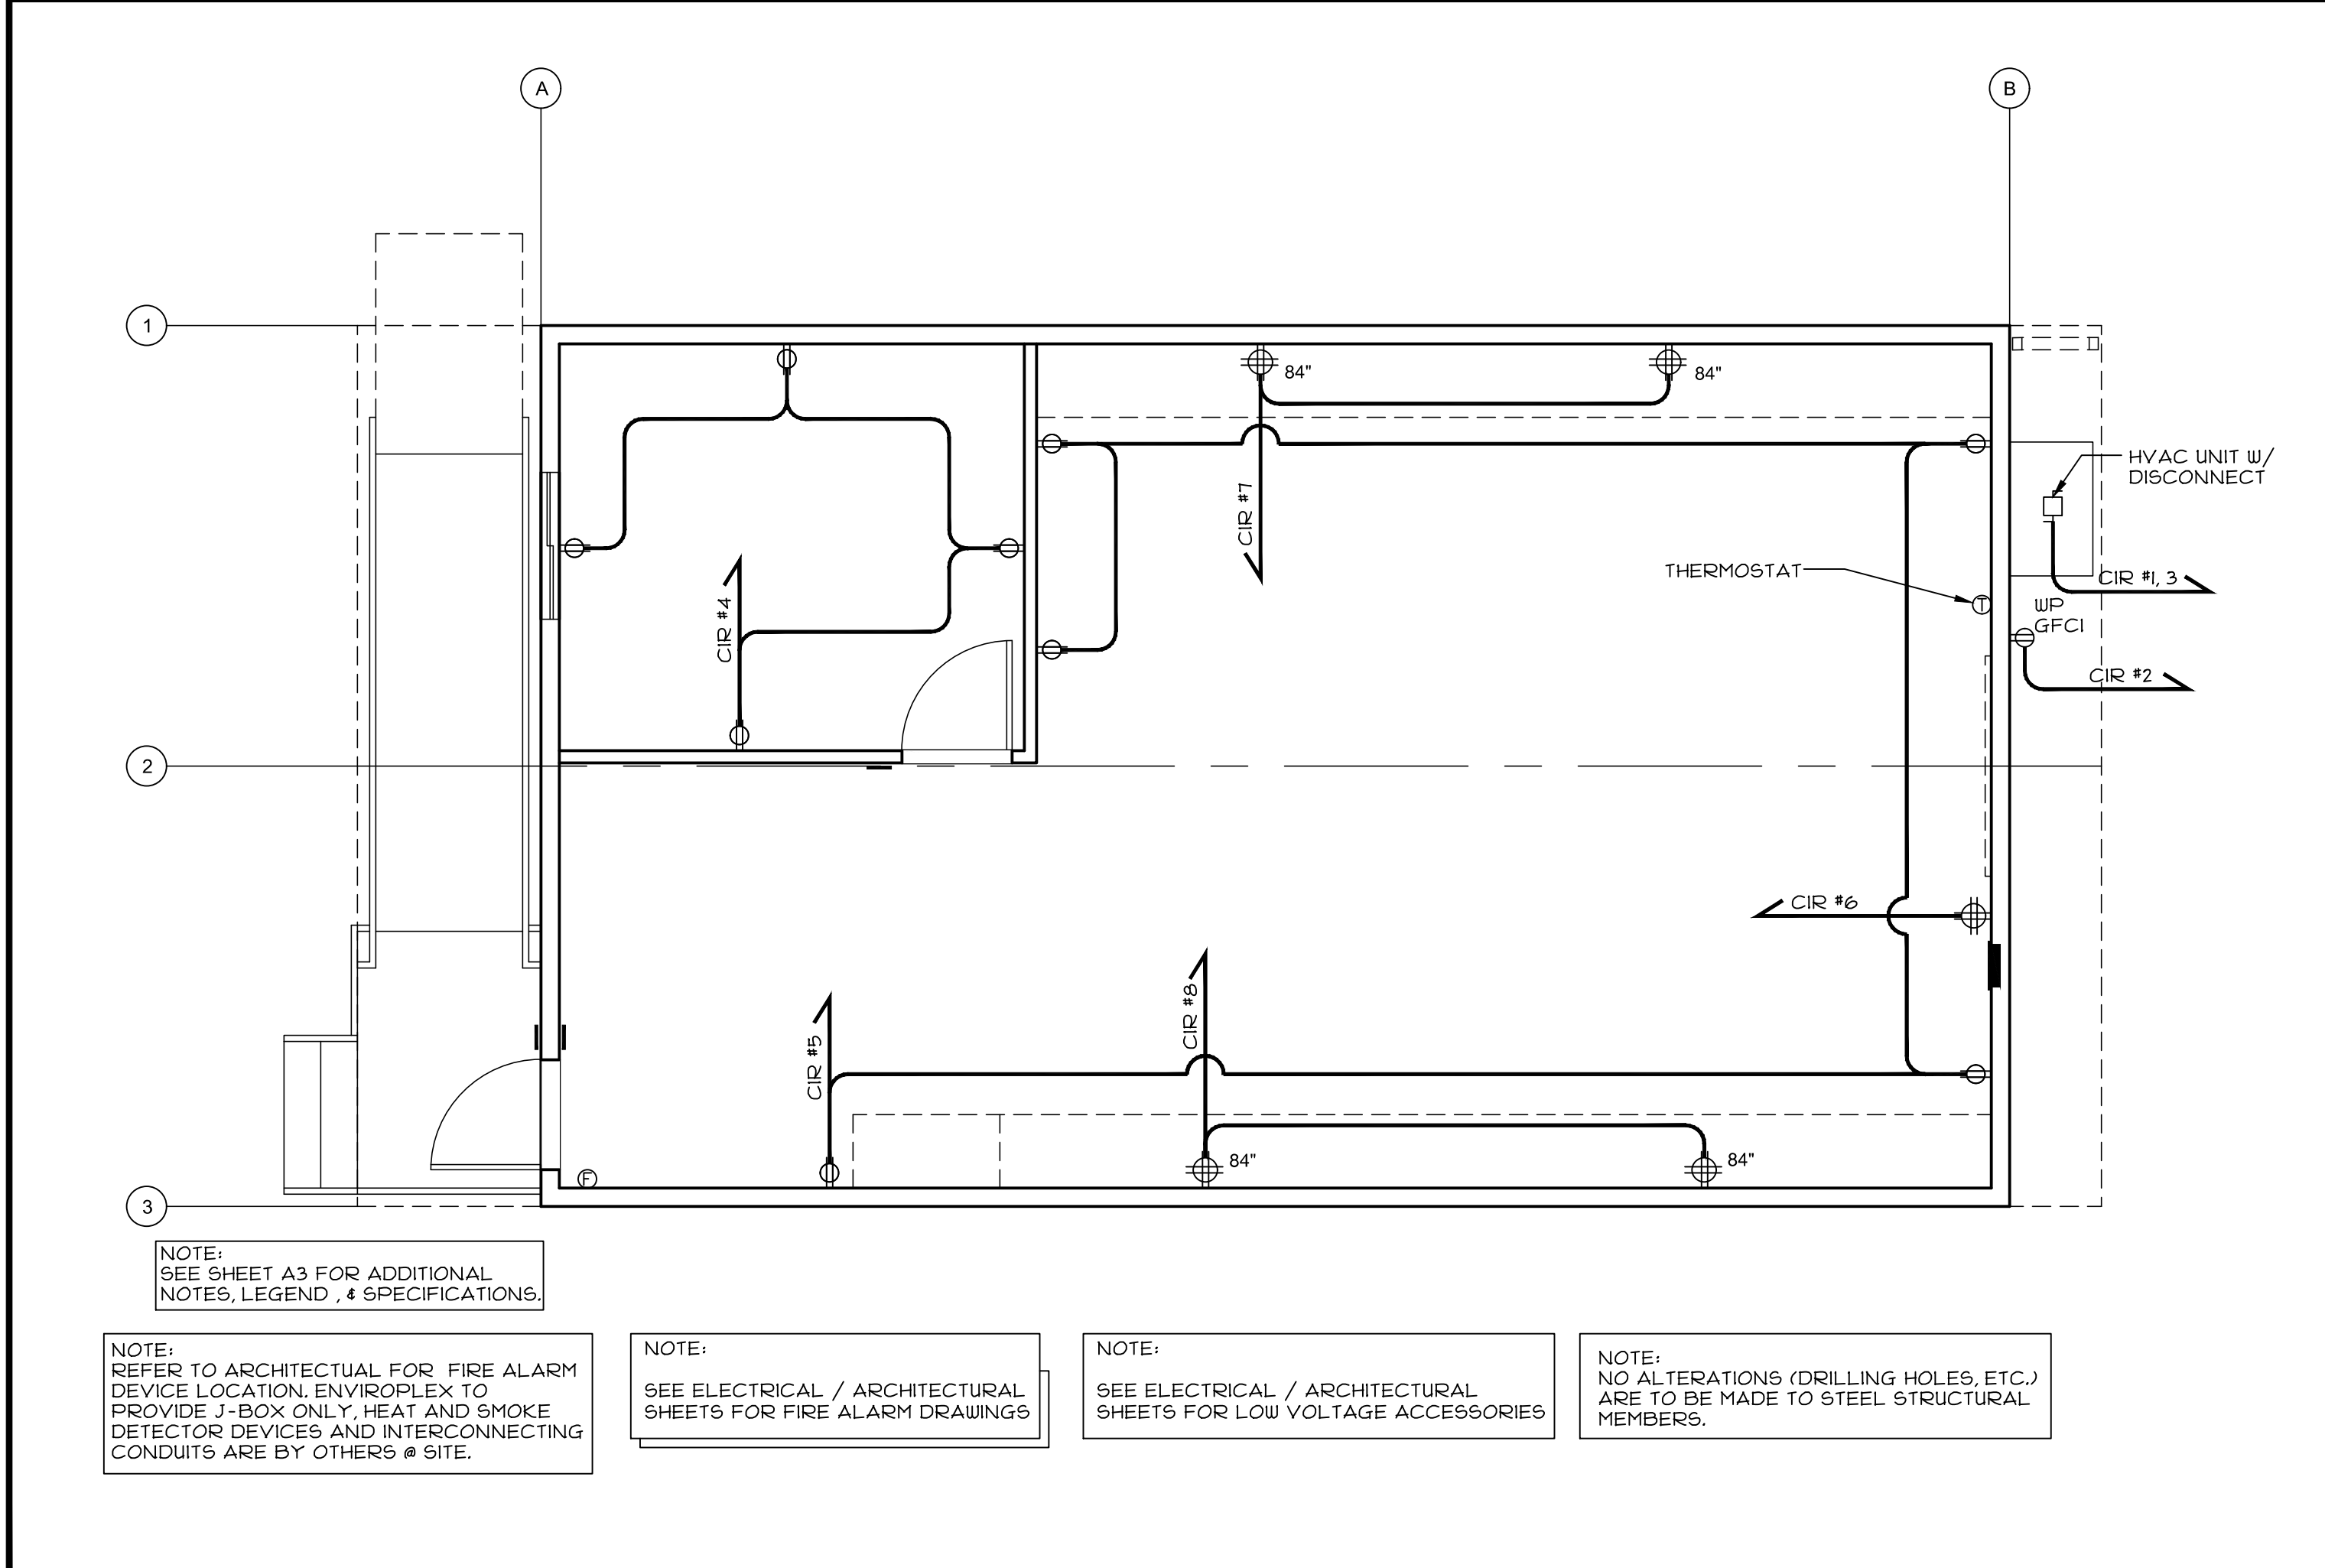 A
B
1
84"
84"
HVAC UNIT W/
DISCONNECT
CIR #7
THERMOSTAT
T
CIR #1, 3
WP
GFCI
CIR #4
CIR #2
2
CIR #6
CIR #8
CIR #5
84"
84"
F
3
NOTE:
SEE SHEET A3 FOR ADDITIONAL
NOTES, LEGEND , & SPECIFICATIONS.
NOTE:
REFER TO ARCHITECTUAL FOR FIRE ALARM
DEVICE LOCATION. ENVIROPLEX TO
PROVIDE J-BOX ONLY, HEAT AND SMOKE
DETECTOR DEVICES AND INTERCONNECTING
CONDUITS ARE BY OTHERS @ SITE.
NOTE:
SEE ELECTRICAL / ARCHITECTURAL
SHEETS FOR FIRE ALARM DRAWINGS
NOTE:
SEE ELECTRICAL / ARCHITECTURAL
SHEETS FOR LOW VOLTAGE ACCESSORIES
NOTE:
NO ALTERATIONS (DRILLING HOLES, ETC.)
ARE TO BE MADE TO STEEL STRUCTURAL
MEMBERS.